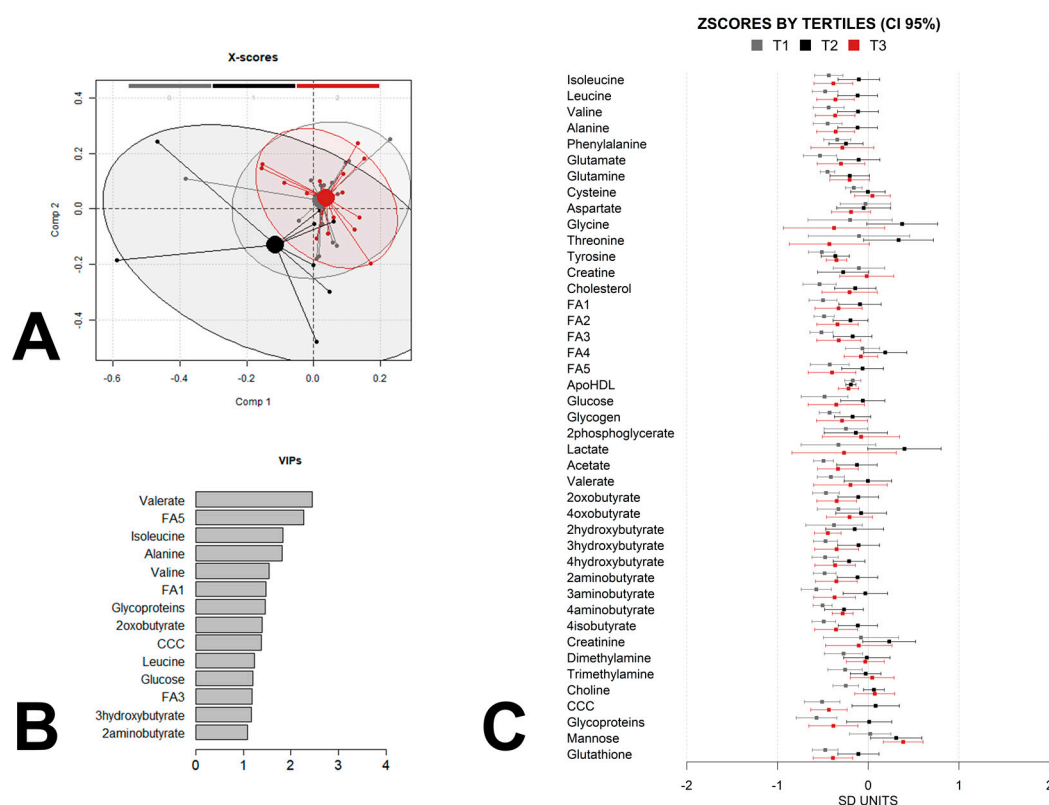 X-scores
0 1 2
0.4
0.2
0.0
-0.2
-0.4
Comp 2
-0.6 -0.4 -0.2 0.0 0.2
Comp 1
A
VIPs
Valerate
FA5
Isoleucine
Alanine
Valine
FA1
Glycoproteins
2oxobutyrate
CCC
Leucine
Glucose
FA3
3hydroxybutyrate
2aminobutyrate
0 1 2 3 4
B
ZSCORES BY TERTILES (CI 95%)
T1 T2 T3
Isoleucine
Leucine
Valine
Alanine
Phenylalanine
Glutamate
Glutamine
Cysteine
Aspartate
Glycine
Threonine
Tyrosine
Creatine
Cholesterol
FA1
FA2
FA3
FA4
FA5
ApoHDL
Glucose
Glycogen
2phosphoglycerate
Lactate
Acetate
Valerate
2oxobutyrate
4oxobutyrate
2hydroxybutyrate
3hydroxybutyrate
4hydroxybutyrate
2aminobutyrate
3aminobutyrate
4aminobutyrate
4isobutyrate
Creatinine
Dimethylamine
Trimethylamine
Choline
CCC
Glycoproteins
Mannose
Glutathione
-2 -1 0 1 2
SD UNITS
C